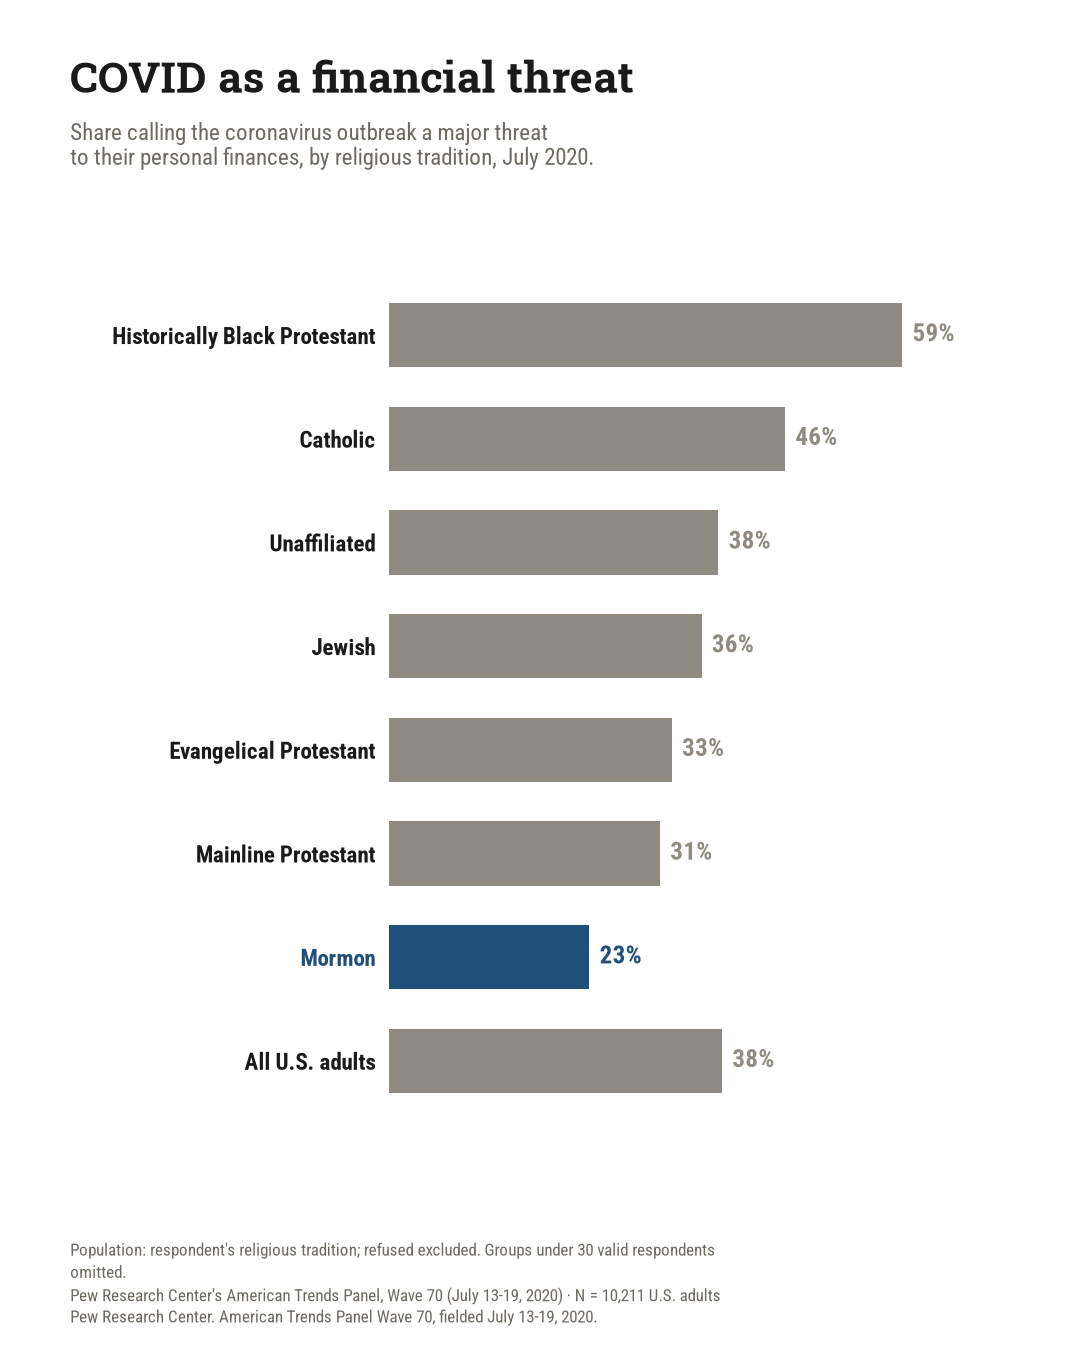 COVID as a financial threat
Share calling the coronavirus outbreak a major threat
to their personal finances, by religious tradition, July 2020.
Historically Black Protestant 59%
Catholic 46%
Unaffiliated 38%
Jewish 36%
Evangelical Protestant 33%
Mainline Protestant 31%
Mormon 23%
All U.S. adults 38%
Population: respondent's religious tradition; refused excluded. Groups under 30 valid respondents
omitted.
Pew Research Center's American Trends Panel, Wave 70 (July 13-19, 2020) · N = 10,211 U.S. adults
Pew Research Center. American Trends Panel Wave 70, fielded July 13-19, 2020.